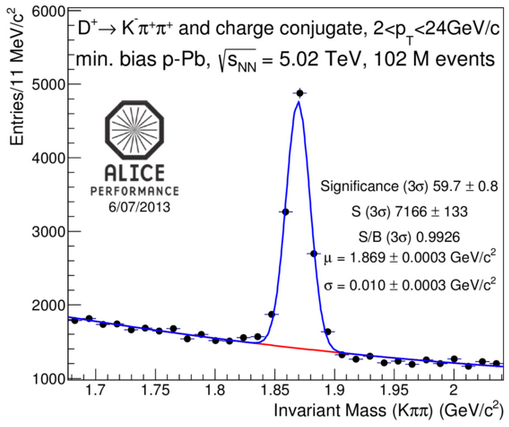 6000
D⁺→ K⁻π⁺π⁺ and charge conjugate, 2<p_T<24GeV/c
min. bias p-Pb, √s_NN = 5.02 TeV, 102 M events
Entries/11 MeV/c²
5000
ALICE
PERFORMANCE
6/07/2013
4000
Significance (3σ) 59.7 ± 0.8
S (3σ) 7166 ± 133
S/B (3σ) 0.9926
μ = 1.869 ± 0.0003 GeV/c²
σ = 0.010 ± 0.0003 GeV/c²
3000
2000
1000
1.7 1.75 1.8 1.85 1.9 1.95 2
Invariant Mass (Kππ) (GeV/c²)